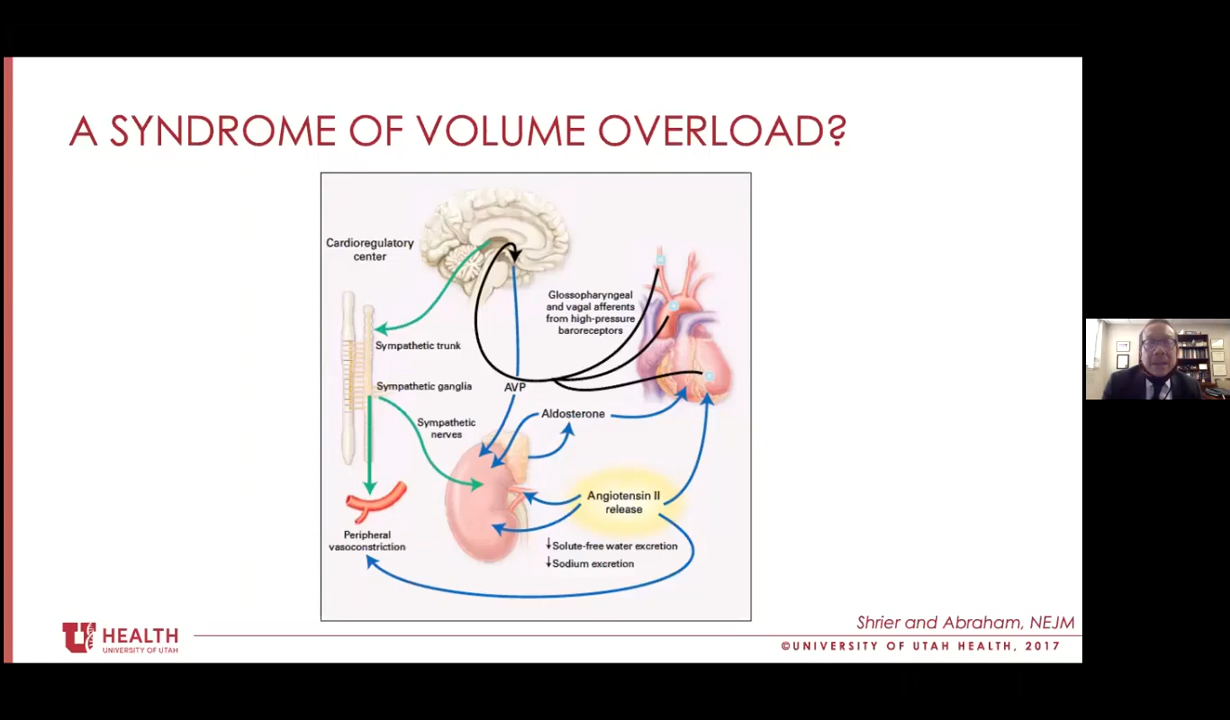 A SYNDROME OF VOLUME OVERLOAD?
Cardioregulatory
center
Glossopharyngeal
and vagal afferents
from high-pressure
baroreceptors
Sympathetic trunk
Sympathetic ganglia
AVP
Sympathetic
nerves
Aldosterone
Angiotensin II
release
Peripheral
vasoconstriction
↓Solute-free water excretion
↓Sodium excretion
Shrier and Abraham, NEJM
U HEALTH
UNIVERSITY OF UTAH
©UNIVERSITY OF UTAH HEALTH, 2017